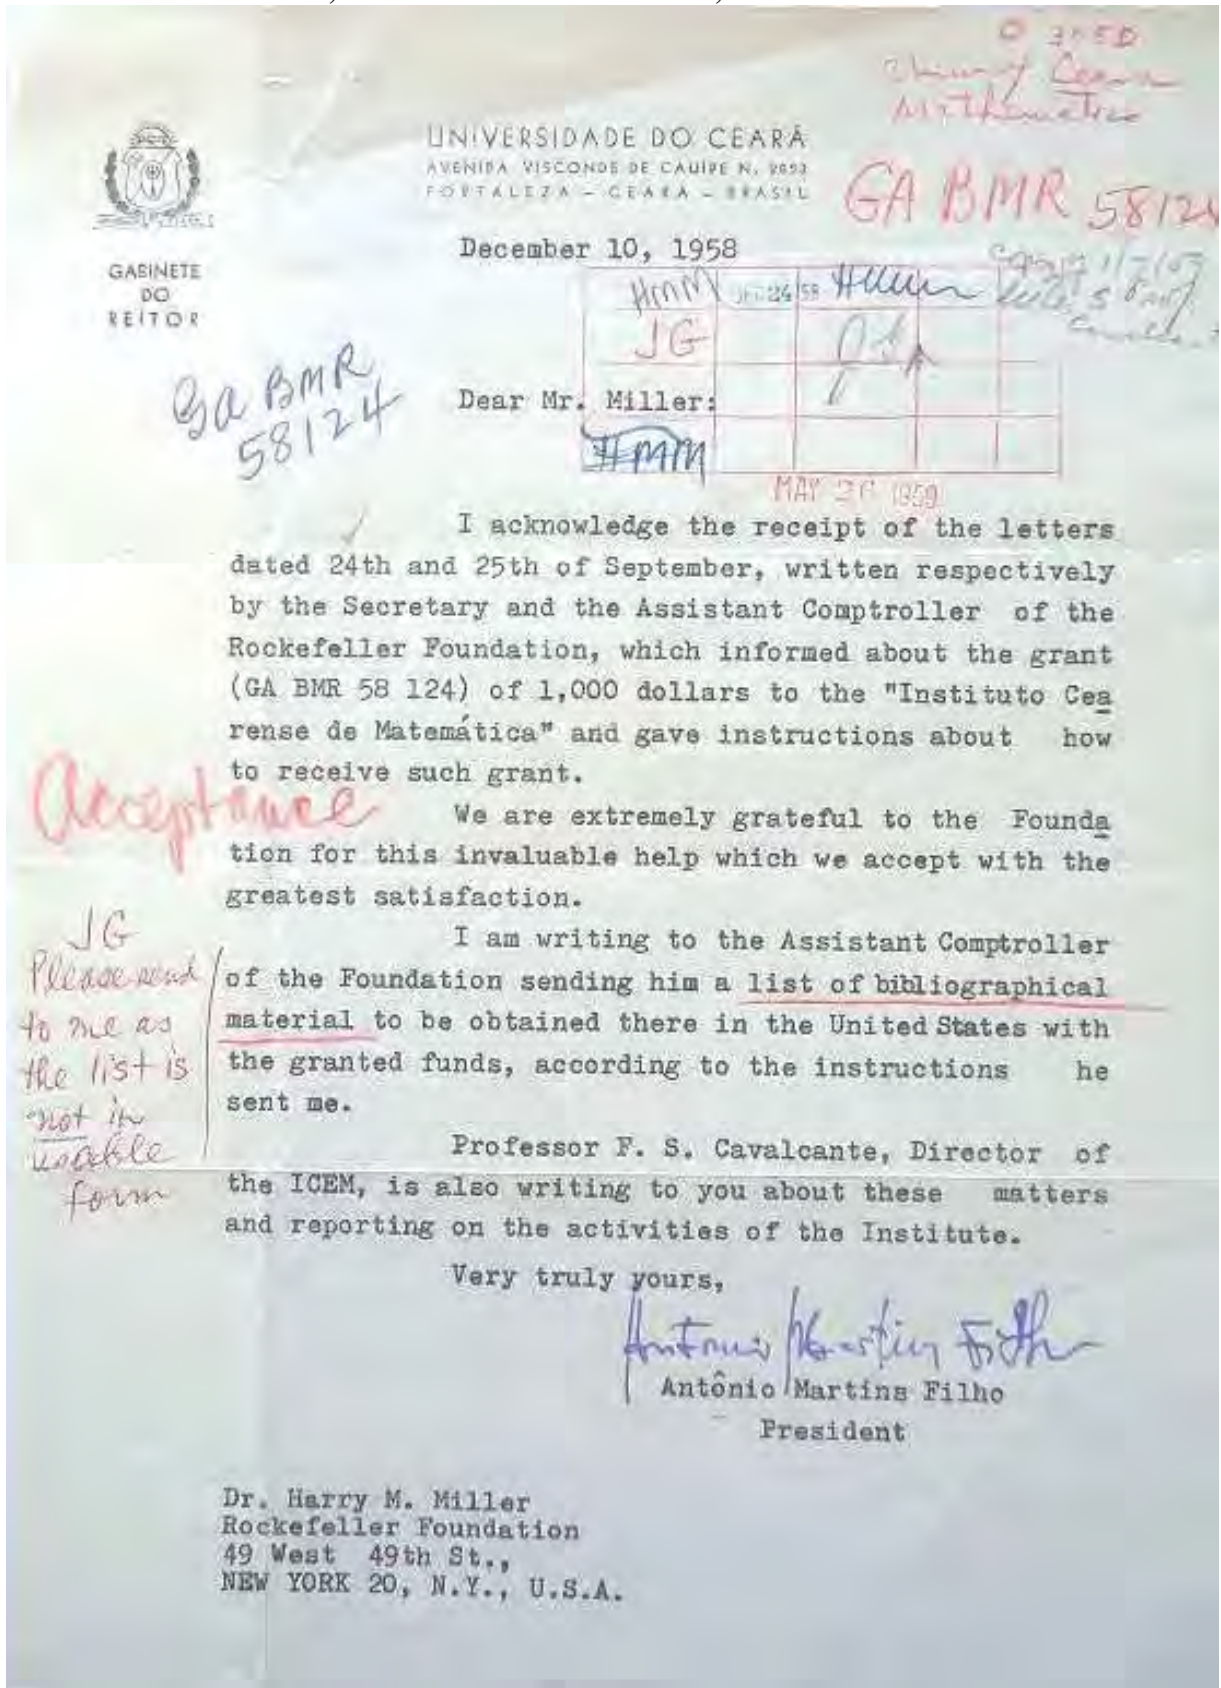 O 305D
Ceara
Mathematics
UNIVERSIDADE DO CEARÁ
AVENIDA VISCONDE DE CAUIPE N.
FORTALEZA - CEARÁ - BRASIL
GA BMR 58124
GABINETE
DO
REITOR
December 10, 1958
HMM 24 58
JG
Ga BMR
58124
Dear Mr. Miller:
HMM
MAY 1959
I acknowledge the receipt of the letters
dated 24th and 25th of September, written respectively
by the Secretary and the Assistant Comptroller of the
Rockefeller Foundation, which informed about the grant
(GA BMR 58 124) of 1,000 dollars to the "Instituto Cea
rense de Matemática" and gave instructions about how
to receive such grant.
Acceptance
We are extremely grateful to the Founda
tion for this invaluable help which we accept with the
greatest satisfaction.
I am writing to the Assistant Comptroller
of the Foundation sending him a list of bibliographical
material to be obtained there in the United States with
the granted funds, according to the instructions he
sent me.
JG
Please send
to me as
the list is
not in
usable
form
Professor F. S. Cavalcante, Director of
the ICEM, is also writing to you about these matters
and reporting on the activities of the Institute.
Very truly yours,
Antonio Martins Filho
Antônio Martins Filho
President
Dr. Harry M. Miller
Rockefeller Foundation
49 West 49th St.,
NEW YORK 20, N.Y., U.S.A.